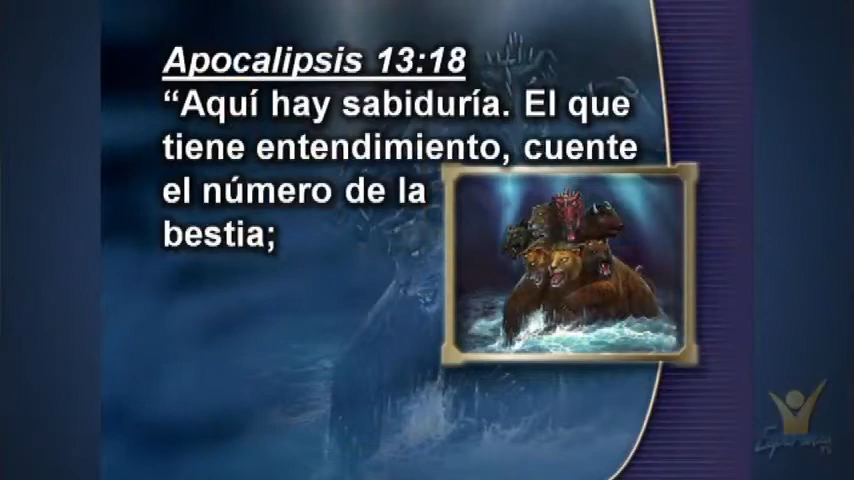 Apocalipsis 13:18
“Aquí hay sabiduría. El que
tiene entendimiento, cuente
el número de la
bestia;